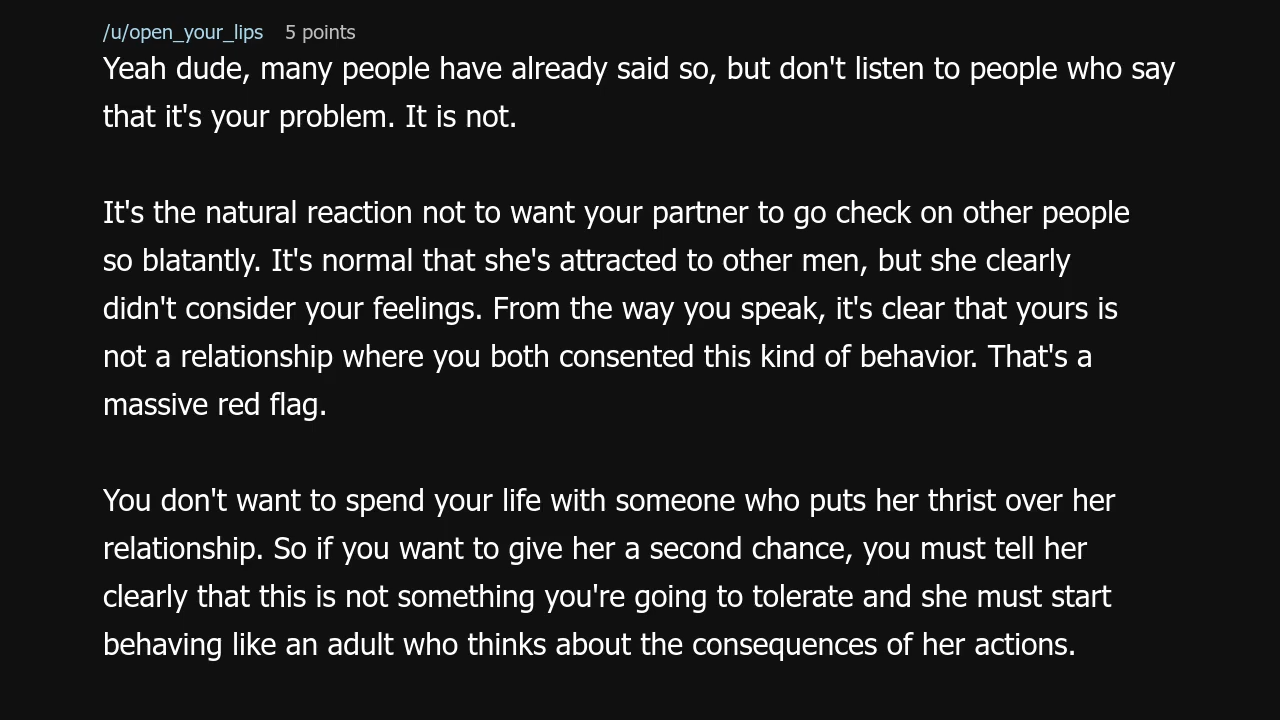 /u/open_your_lips 5 points
Yeah dude, many people have already said so, but don't listen to people who say
that it's your problem. It is not.
It's the natural reaction not to want your partner to go check on other people
so blatantly. It's normal that she's attracted to other men, but she clearly
didn't consider your feelings. From the way you speak, it's clear that yours is
not a relationship where you both consented this kind of behavior. That's a
massive red flag.
You don't want to spend your life with someone who puts her thrist over her
relationship. So if you want to give her a second chance, you must tell her
clearly that this is not something you're going to tolerate and she must start
behaving like an adult who thinks about the consequences of her actions.